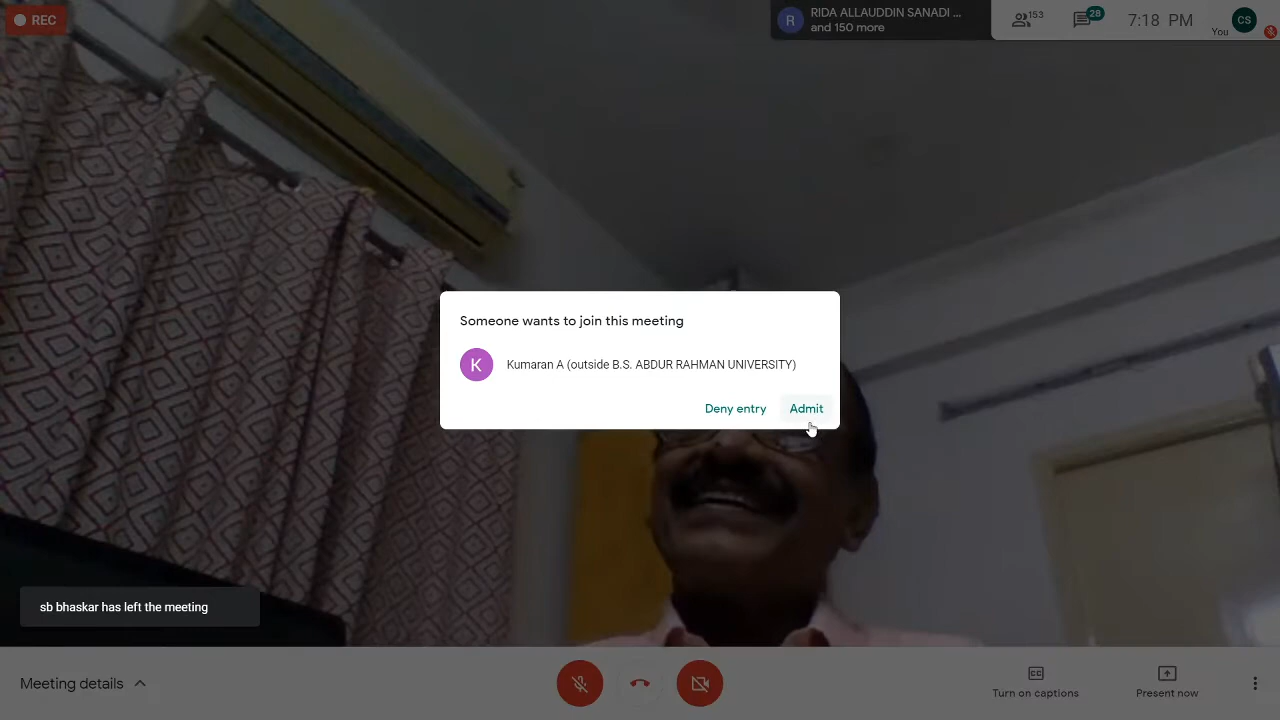 REC
R
RIDA ALLAUDDIN SANADI ...
and 150 more
153
28
7:18 PM
You
CS
Someone wants to join this meeting
K
Kumaran A (outside B.S. ABDUR RAHMAN UNIVERSITY)
Deny entry
Admit
sb bhaskar has left the meeting
Meeting details
CC
Turn on captions
Present now